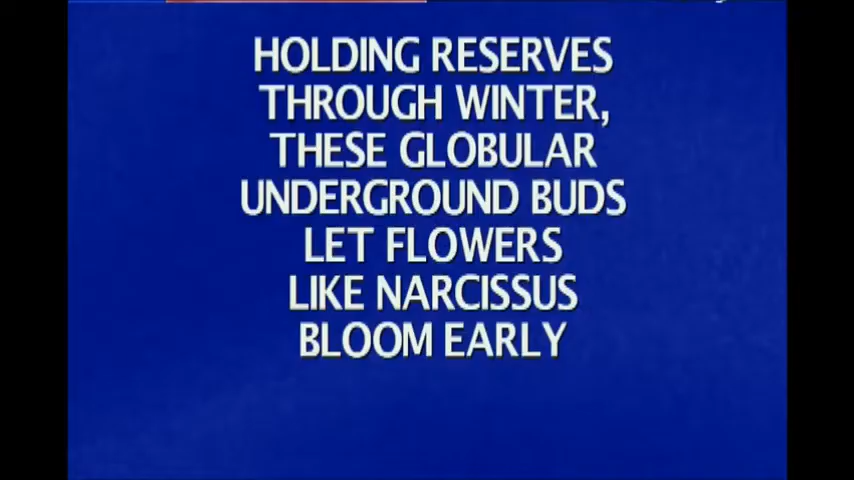 HOLDING RESERVES
THROUGH WINTER,
THESE GLOBULAR
UNDERGROUND BUDS
LET FLOWERS
LIKE NARCISSUS
BLOOM EARLY